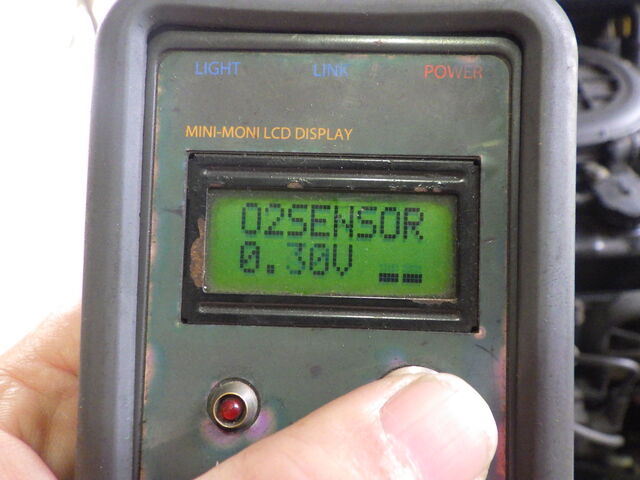 LIGHT LINK POWER
MINI-MONI LCD DISPLAY
O2SENSOR
0.30V